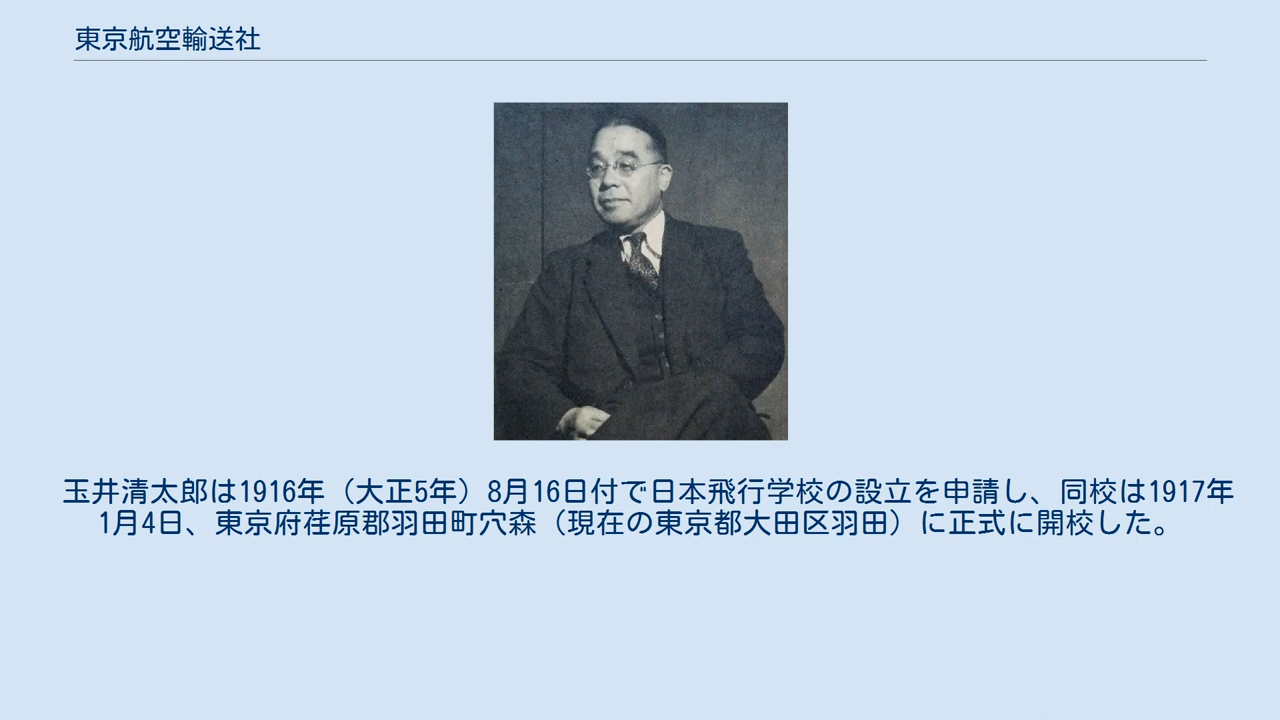 東京航空輸送社
玉井清太郎は1916年（大正5年）8月16日付で日本飛行学校の設立を申請し、同校は1917年
1月4日、東京府荏原郡羽田町穴森（現在の東京都大田区羽田）に正式に開校した。